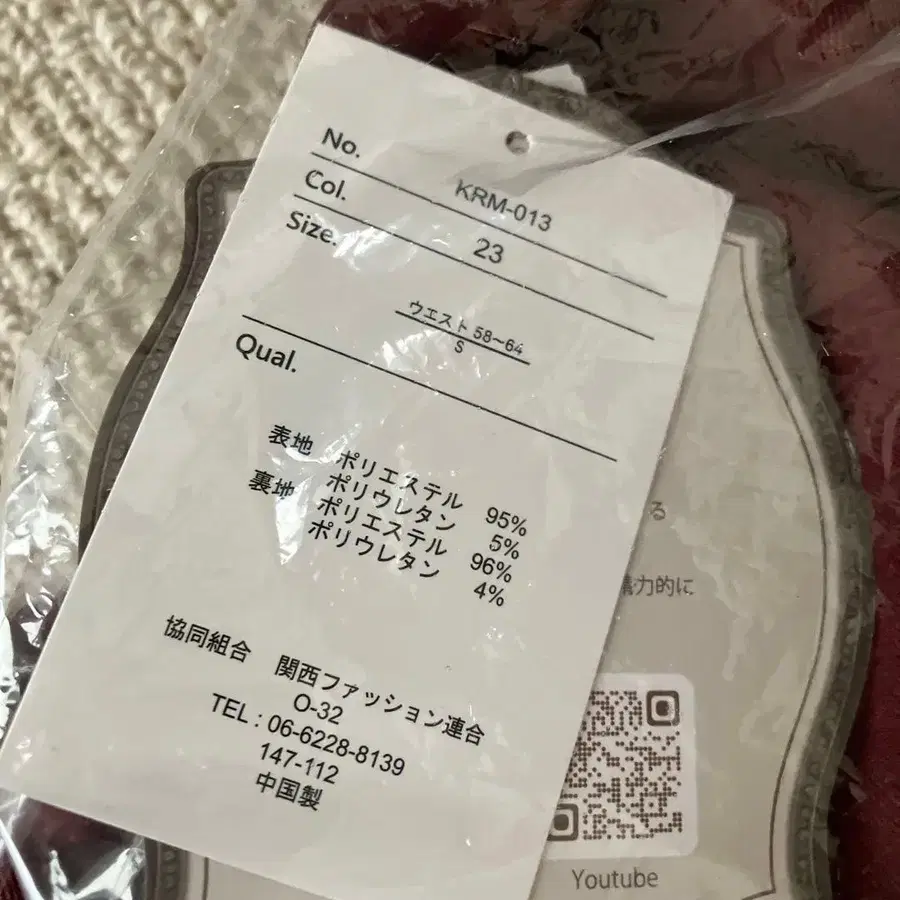 No.
KRM-013
Col.
23
Size.
ウエスト 58～64
S
Qual.
表地 ポリエステル 95%
ポリウレタン 5%
裏地 ポリエステル 96%
ポリウレタン 4%
協同組合 関西ファッション連合
O-32
TEL : 06-6228-8139
147-112
中国製
る
力的に
Youtube